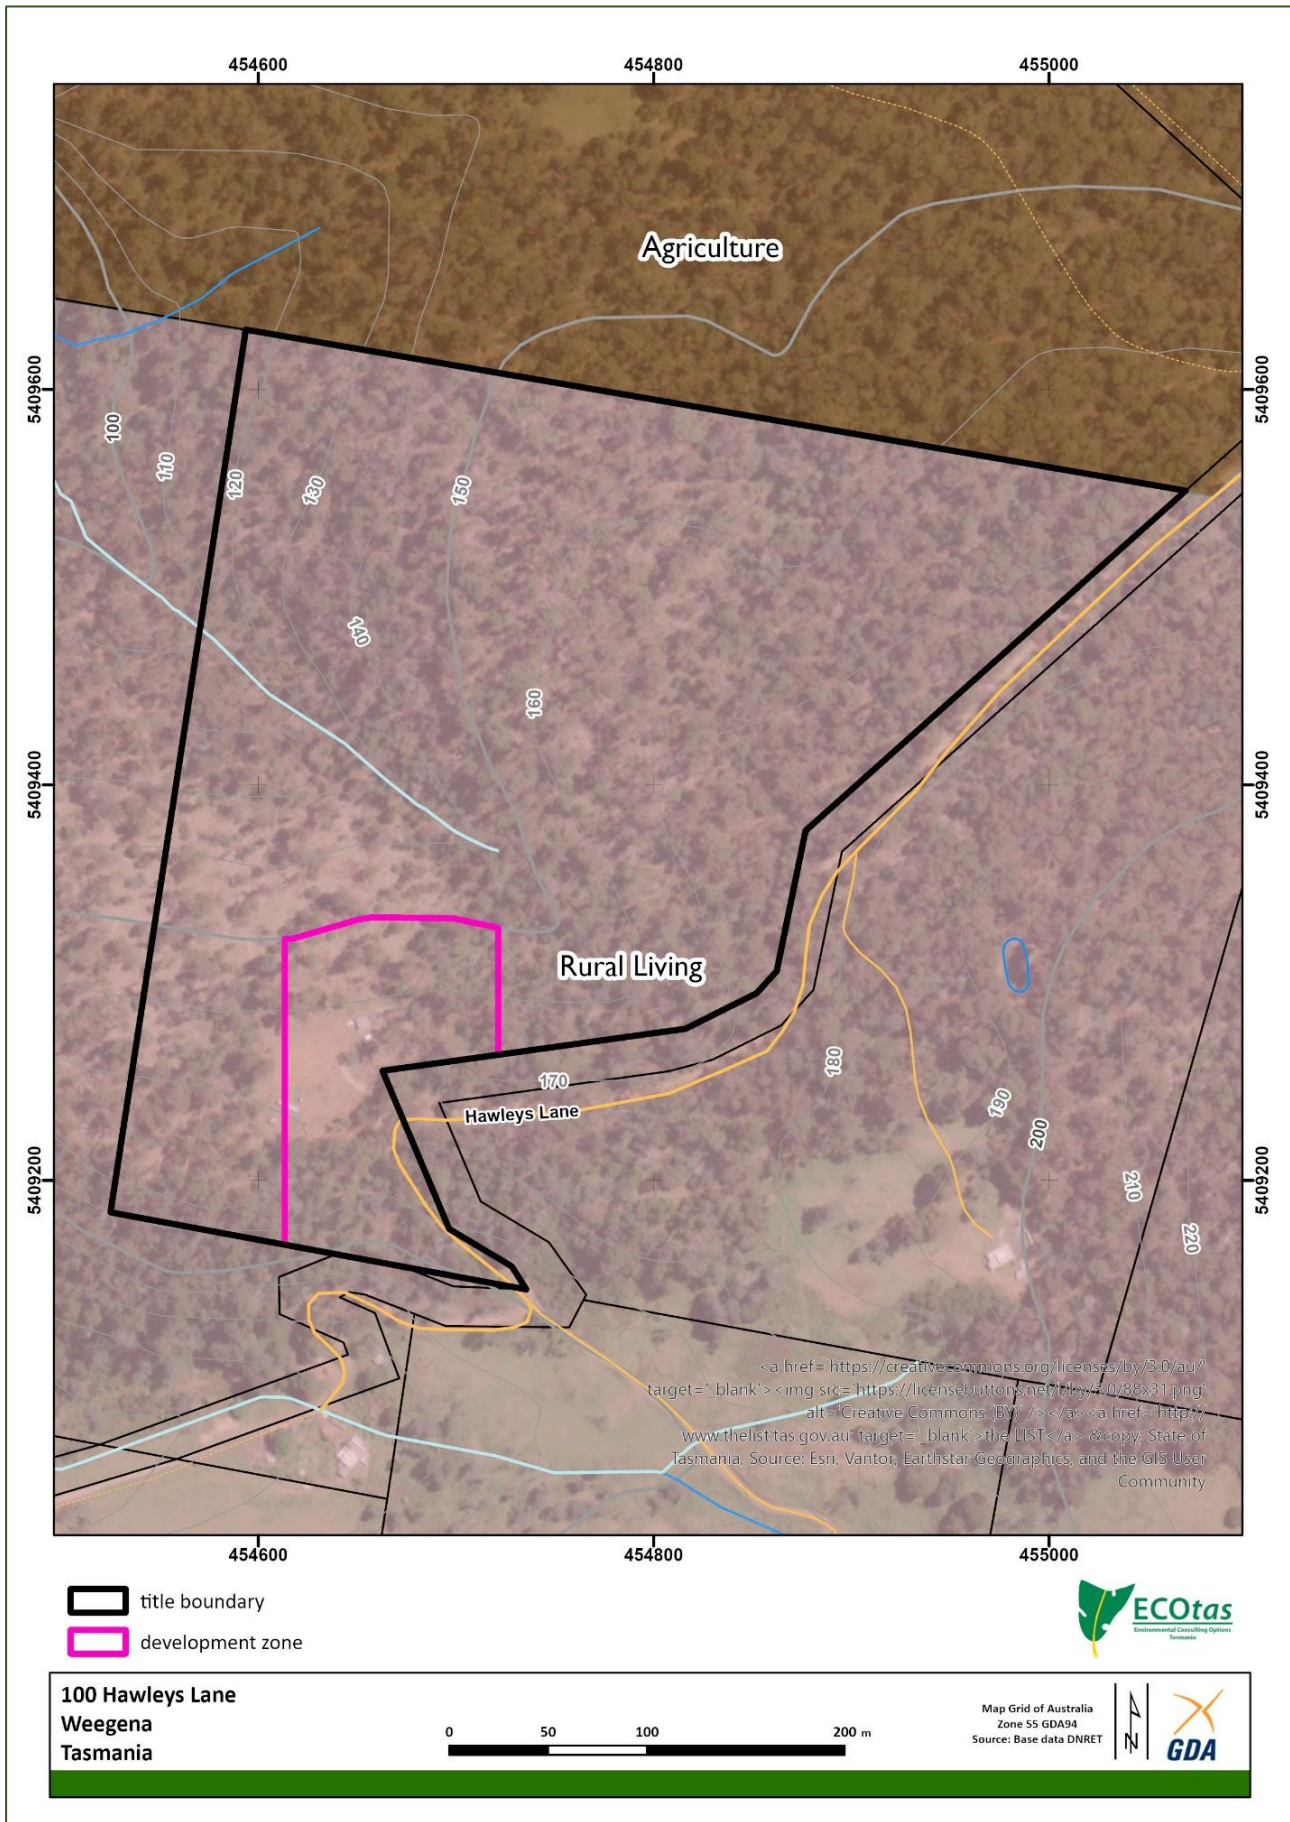 454600
454800
455000
Agriculture
5409600
5409600
100
110
120
130
150
140
160
5409400
5409400
Rural Living
170
180
Hawleys Lane
190
200
5409200
5409200
210
220
<a href='https://creativecommons.org/licenses/by/3.0/au/'
target='_blank'><img src='https://licensebuttons.net/l/by/3.0/88x31.png'
alt='Creative Commons (BY)' /></a> <a href='http://
www.thelist.tas.gov.au' target='_blank'>the LIST</a> &copy; State of
Tasmania, Source: Esri, Vantor, Earthstar Geographics, and the GIS User
Community
454600
454800
455000
title boundary
development zone
ECOtas
Environmental Consulting Options
Tasmania
100 Hawleys Lane
Weegena
Tasmania
0 50 100 200 m
Map Grid of Australia
Zone 55 GDA94
Source: Base data DNRET
N
GDA